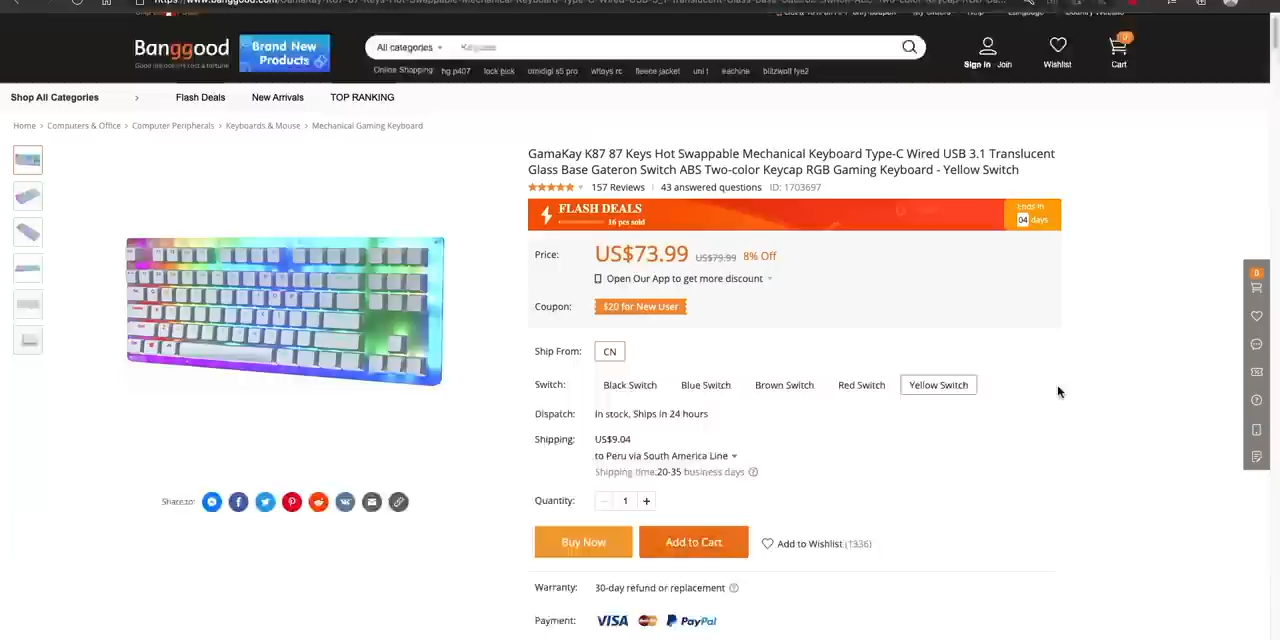 Banggood
Brand New
Products
All categories
Sign In Join
Wishlist
0
Cart
Online Shopping: hg p407 lock pick omidigi s5 pro wltoys rc fleece jacket uni t eachine blitzwolf fye2
Shop All Categories > Flash Deals New Arrivals TOP RANKING
Home > Computers & Office > Computer Peripherals > Keyboards & Mouse > Mechanical Gaming Keyboard
GamaKay K87 87 Keys Hot Swappable Mechanical Keyboard Type-C Wired USB 3.1 Translucent
Glass Base Gateron Switch ABS Two-color Keycap RGB Gaming Keyboard - Yellow Switch
157 Reviews | 43 answered questions ID: 1703697
FLASH DEALS
16 pcs sold
Ends in
04 days
Price: US$73.99 US$79.99 8% Off
Open Our App to get more discount
Coupon: $20 for New User
Ship From: CN
Switch: Black Switch Blue Switch Brown Switch Red Switch Yellow Switch
Dispatch: In stock, Ships in 24 hours
Shipping: US$9.04
to Peru via South America Line
Shipping time:20-35 business days
Quantity: - 1 +
Share to:
Buy Now Add to Cart Add to Wishlist (1336)
Warranty: 30-day refund or replacement
Payment: VISA PayPal
0